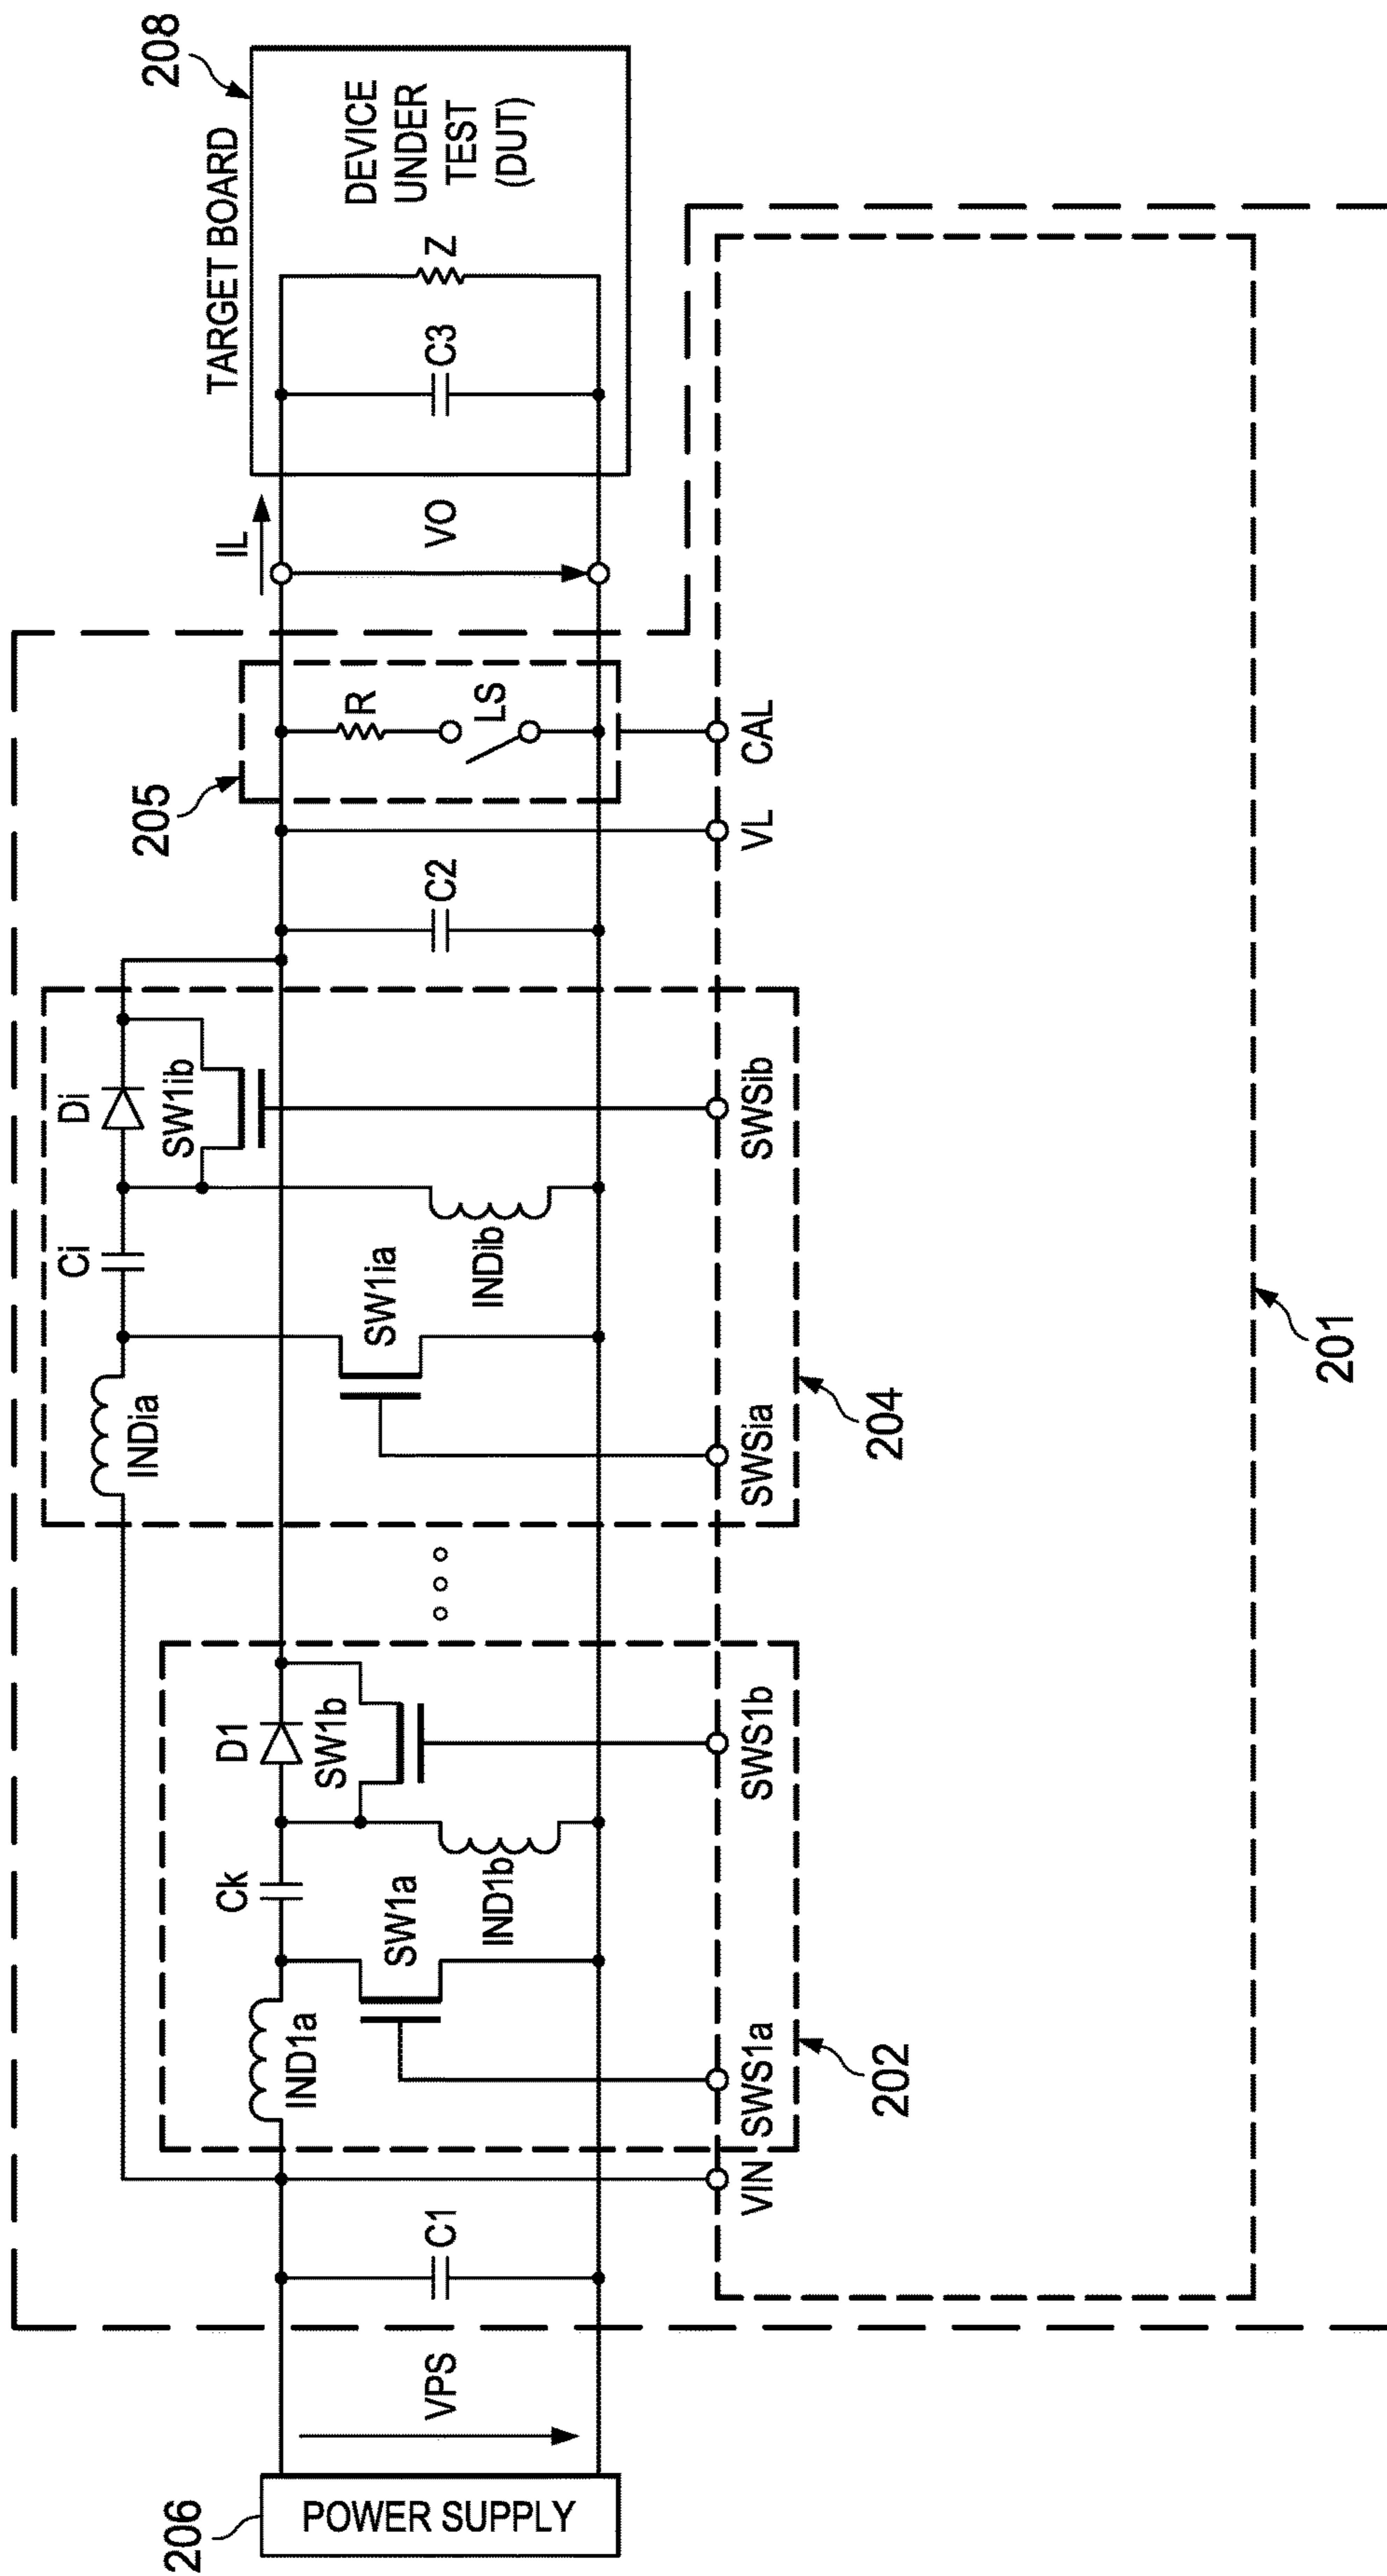 208
TARGET BOARD
DEVICE
UNDER
TEST
(DUT)
Z
C3
IL
VO
205
R
LS
CAL
VL
C2
Di
SW1ib
SWSib
Ci
SW1ia
INDib
INDia
SWSia
204
201
D1
SW1b
SWS1b
Ck
SW1a
IND1b
IND1a
SWS1a
202
VIN
C1
VPS
206
POWER SUPPLY